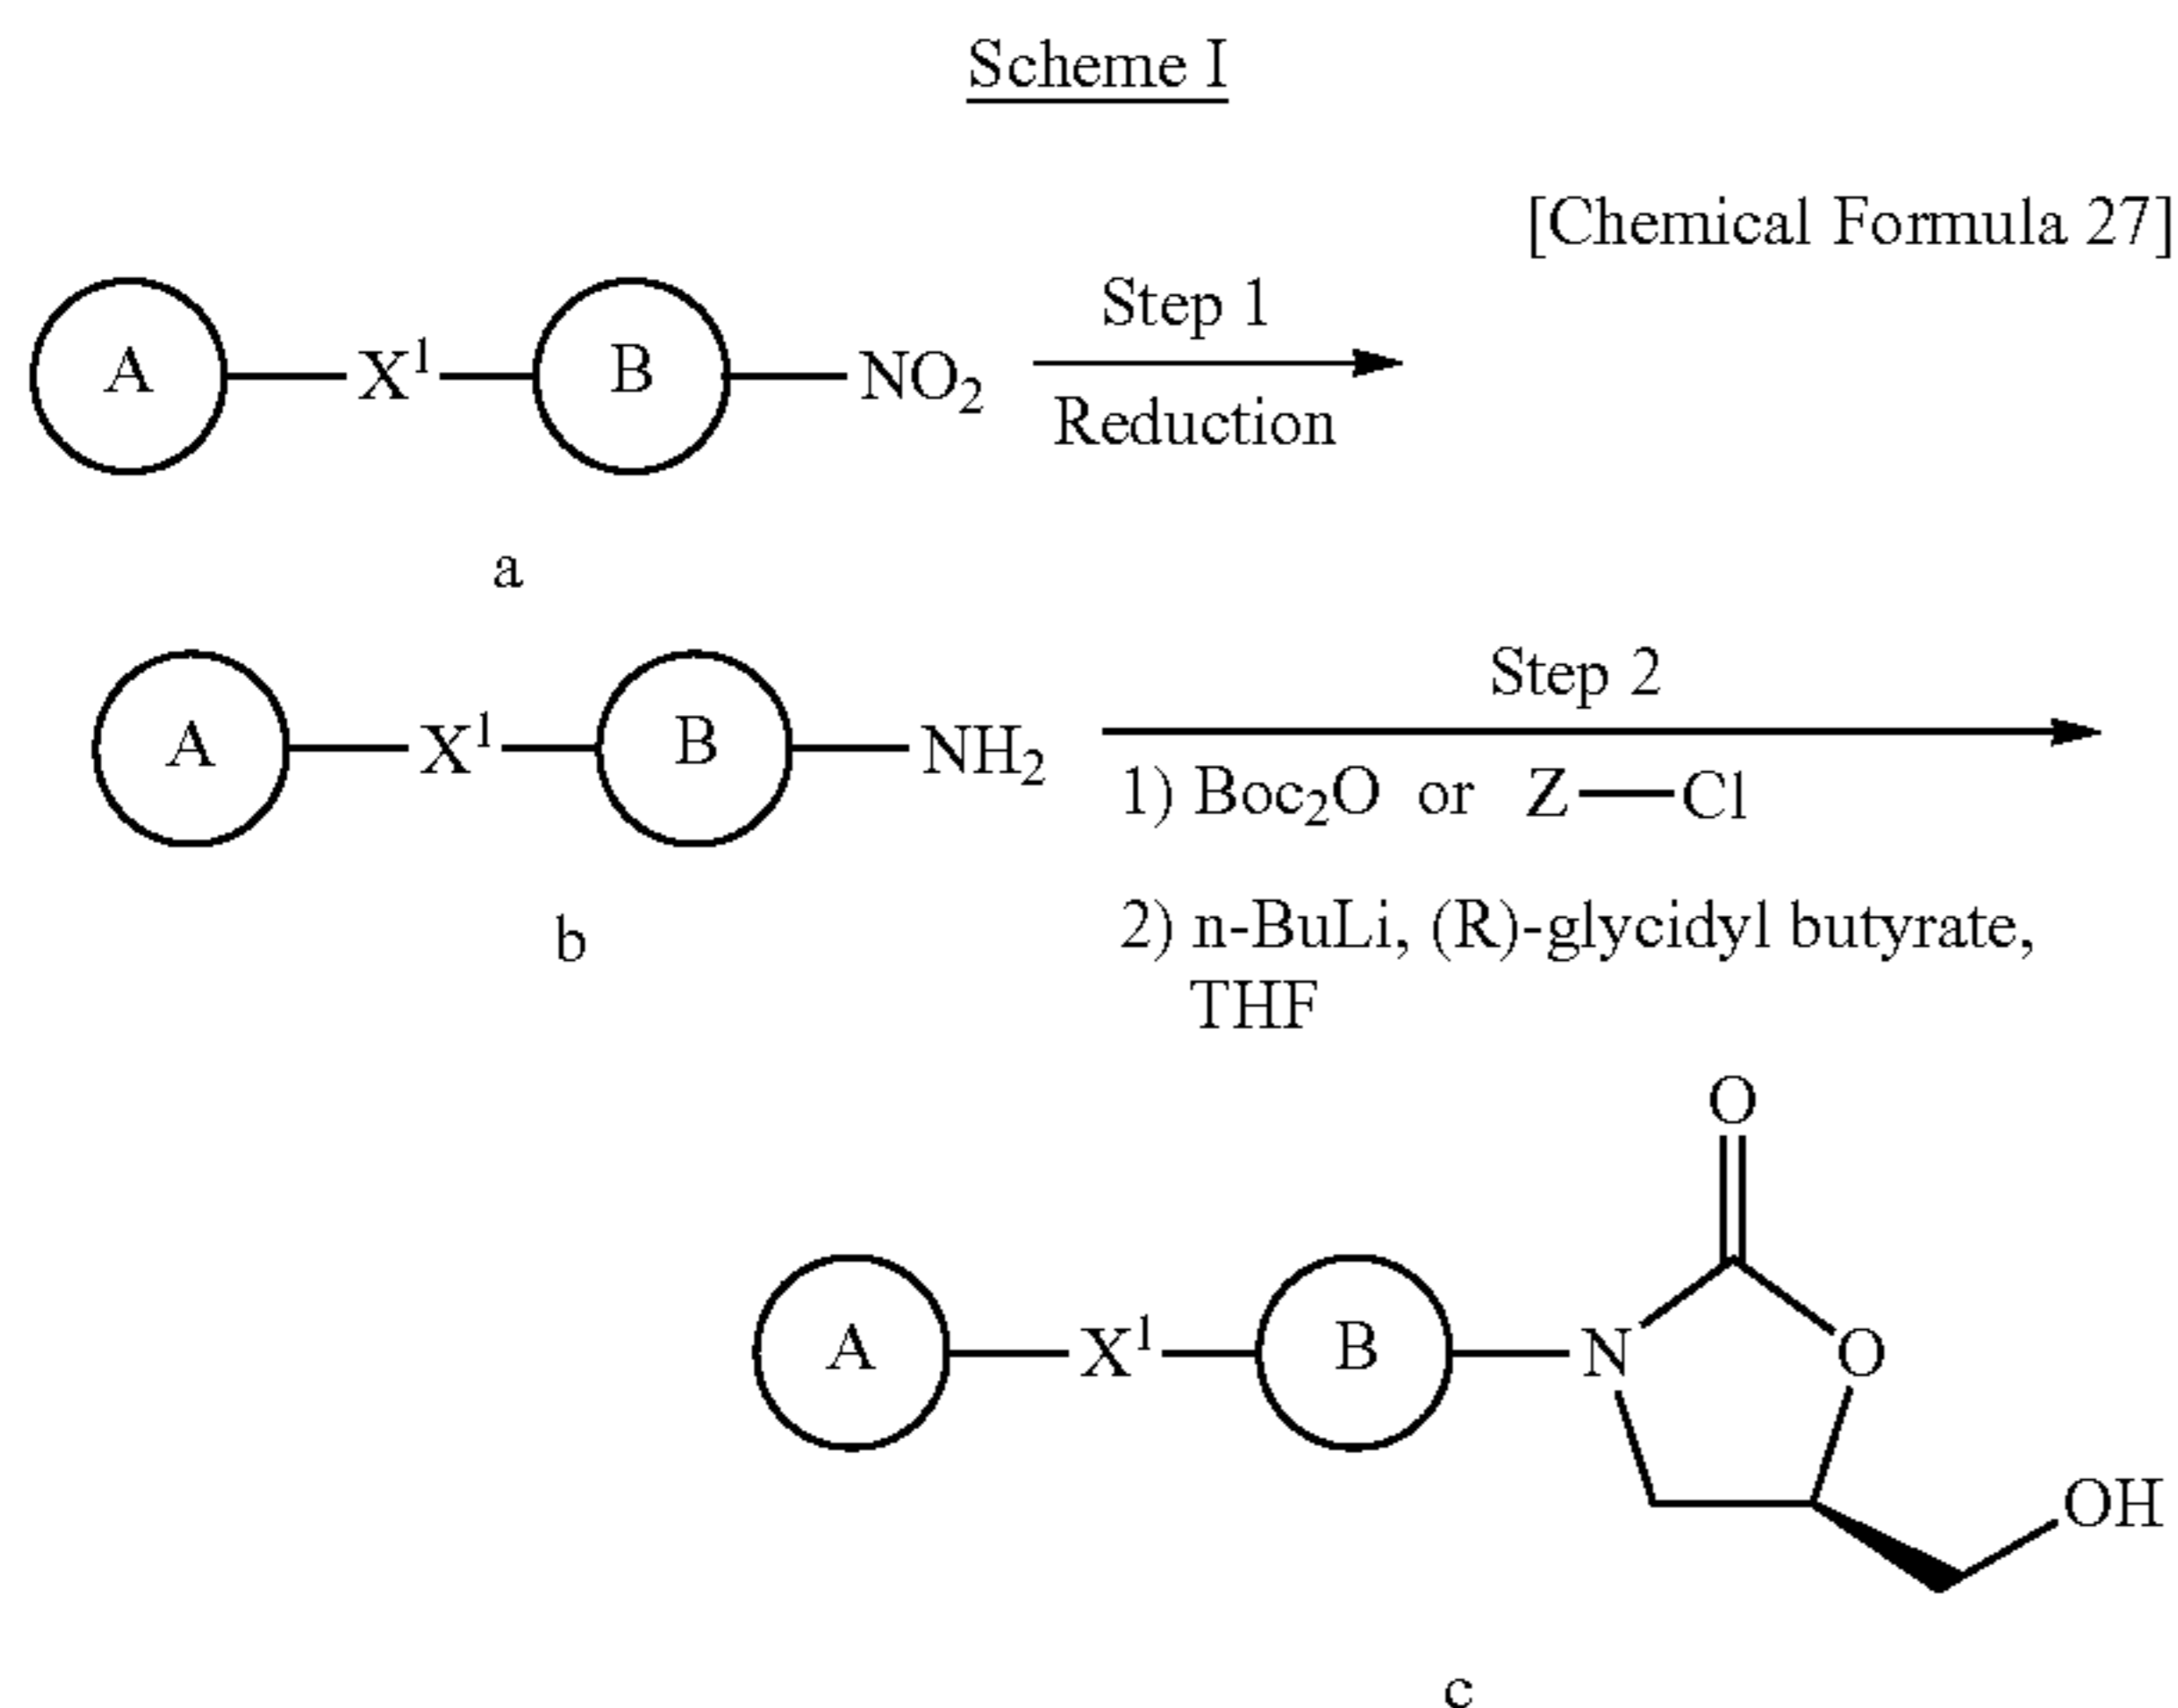 Scheme I
[Chemical Formula 27]
A—X¹—B—NO₂
Step 1
Reduction
a
A—X¹—B—NH₂
Step 2
1) Boc₂O or Z—Cl
2) n-BuLi, (R)-glycidyl butyrate,
THF
b
O
A—X¹—B—N
O
OH
c